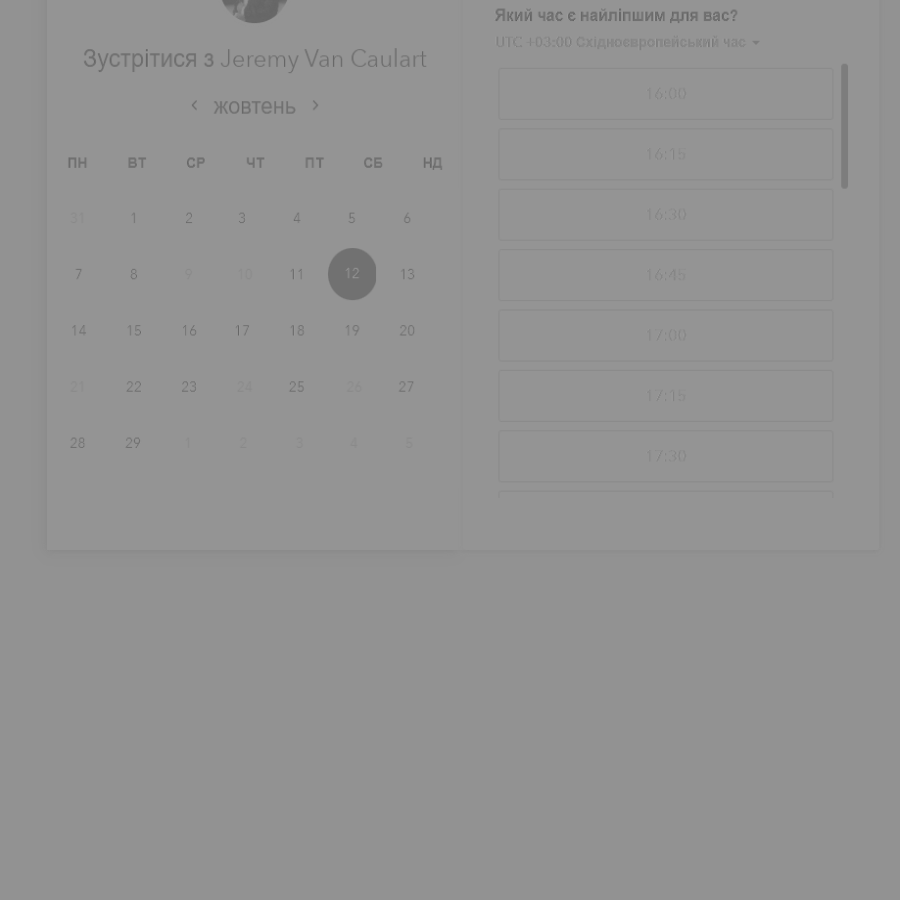 Зустрітися з Jeremy Van Caulart
жовтень
ПН ВТ СР ЧТ ПТ СБ НД
31 1 2 3 4 5 6
7 8 9 10 11 12 13
14 15 16 17 18 19 20
21 22 23 24 25 26 27
28 29 1 2 3 4 5
Який час є найліпшим для вас?
UTC +03:00 Східноєвропейський час
16:00
16:15
16:30
16:45
17:00
17:15
17:30